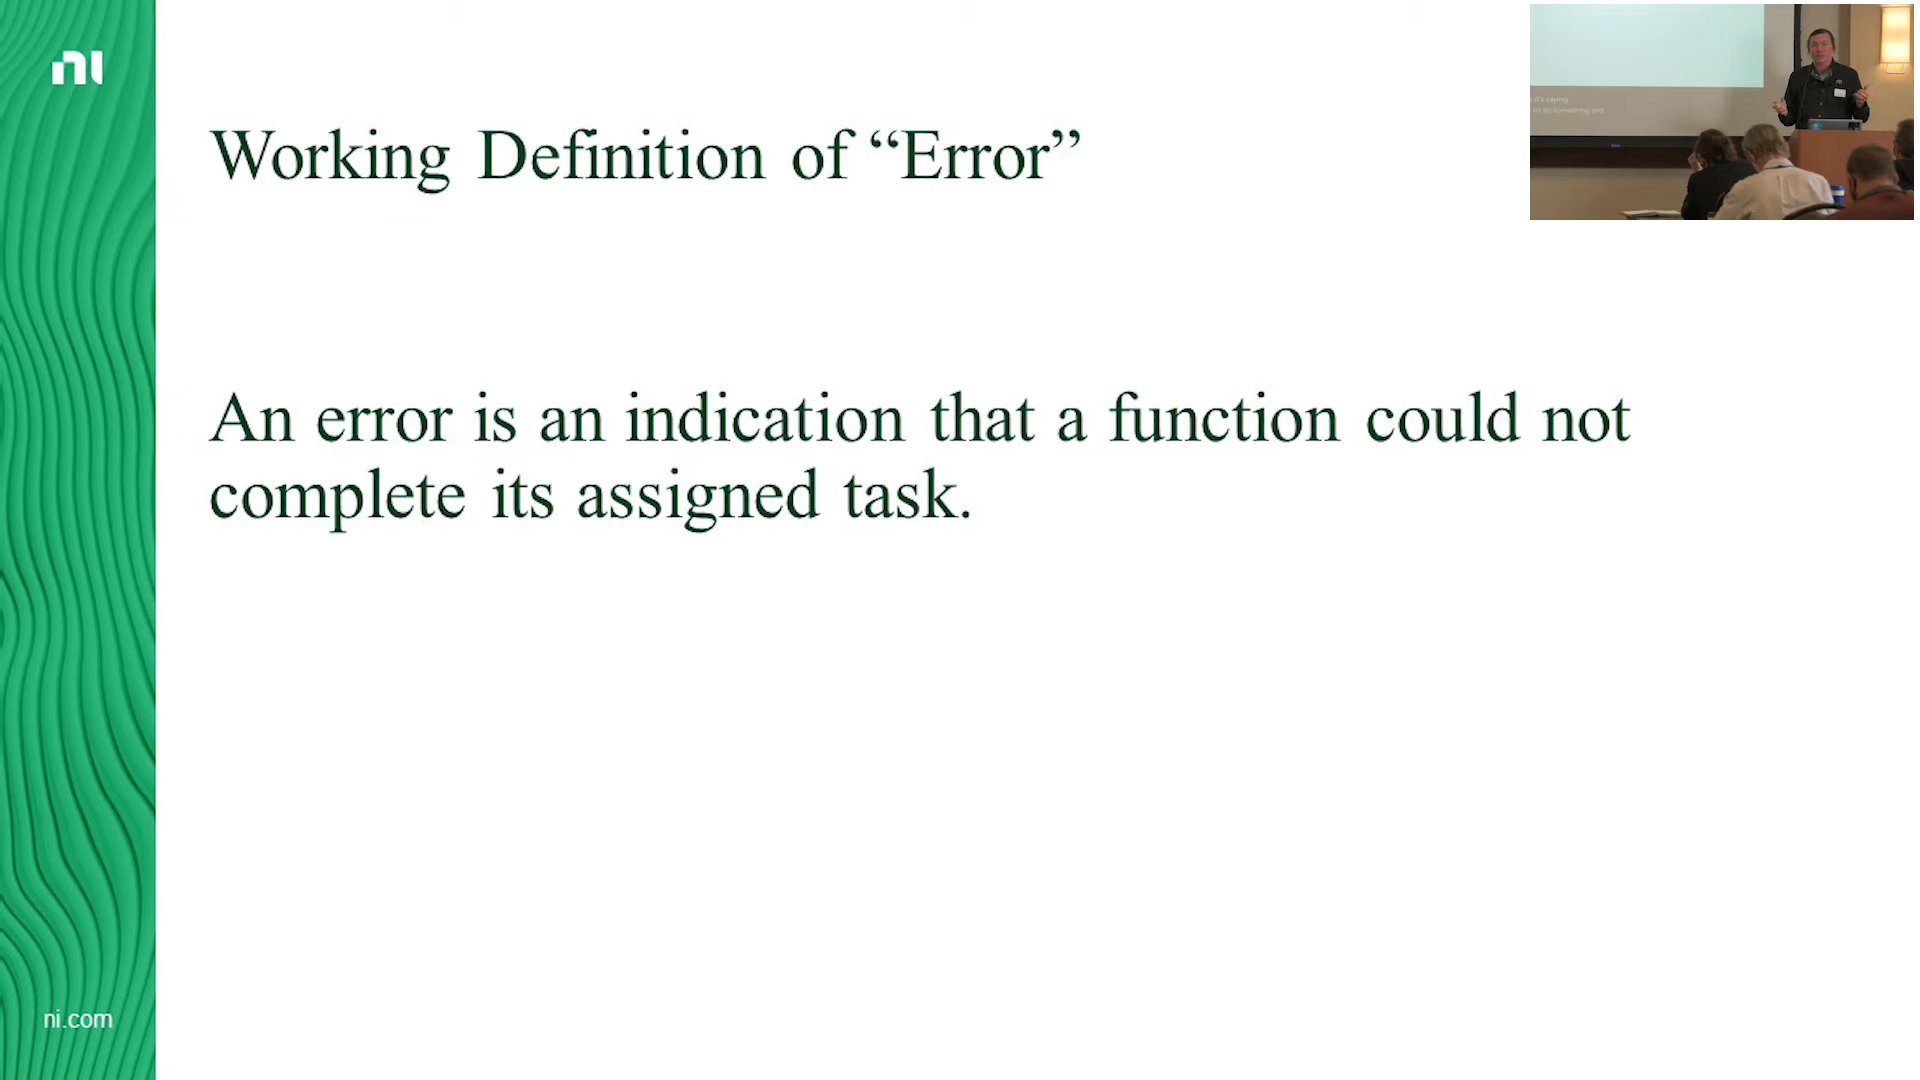 ni
Working Definition of “Error”
An error is an indication that a function could not
complete its assigned task.
ni.com